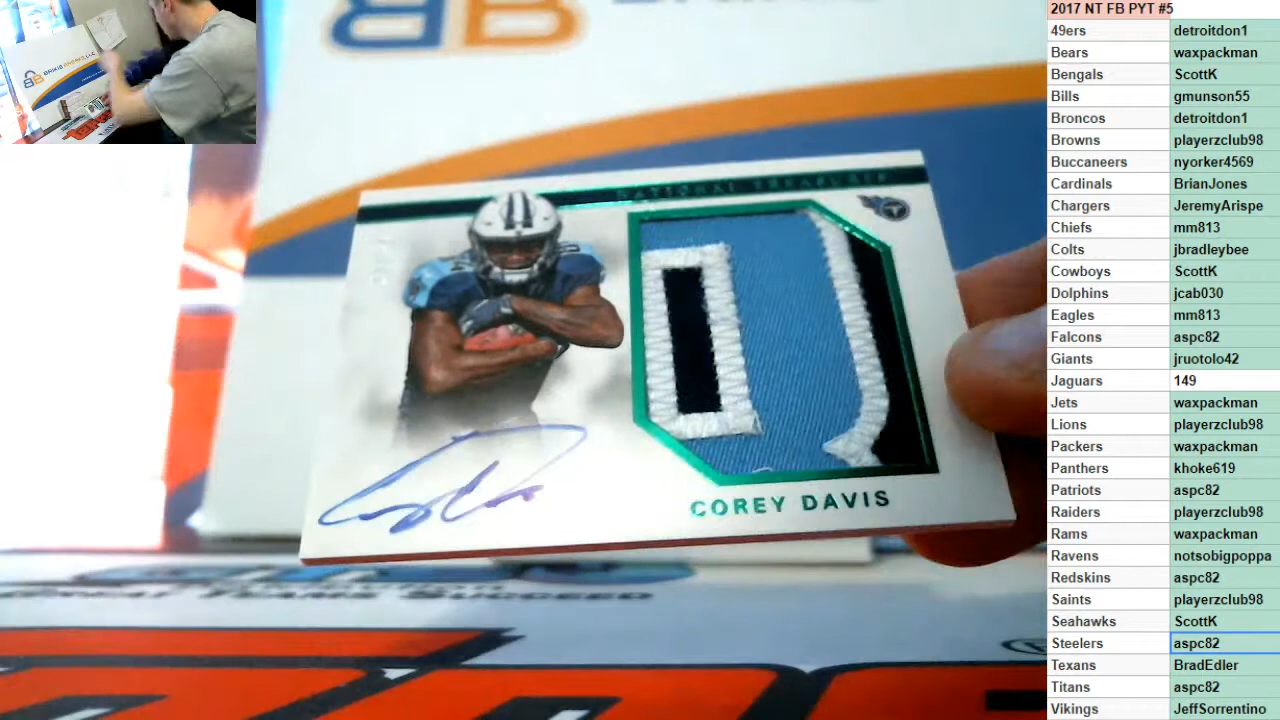 NATIONAL TREASURES
COREY DAVIS
2017 NT FB PYT #5
49ers detroitdon1
Bears waxpackman
Bengals ScottK
Bills gmunson55
Broncos detroitdon1
Browns playerzclub98
Buccaneers nyorker4569
Cardinals BrianJones
Chargers JeremyArispe
Chiefs mm813
Colts jbradleybee
Cowboys ScottK
Dolphins jcab030
Eagles mm813
Falcons aspc82
Giants jruotolo42
Jaguars 149
Jets waxpackman
Lions playerzclub98
Packers waxpackman
Panthers khoke619
Patriots aspc82
Raiders playerzclub98
Rams waxpackman
Ravens notsobigpoppa
Redskins aspc82
Saints playerzclub98
Seahawks ScottK
Steelers aspc82
Texans BradEdler
Titans aspc82
Vikings JeffSorrentino